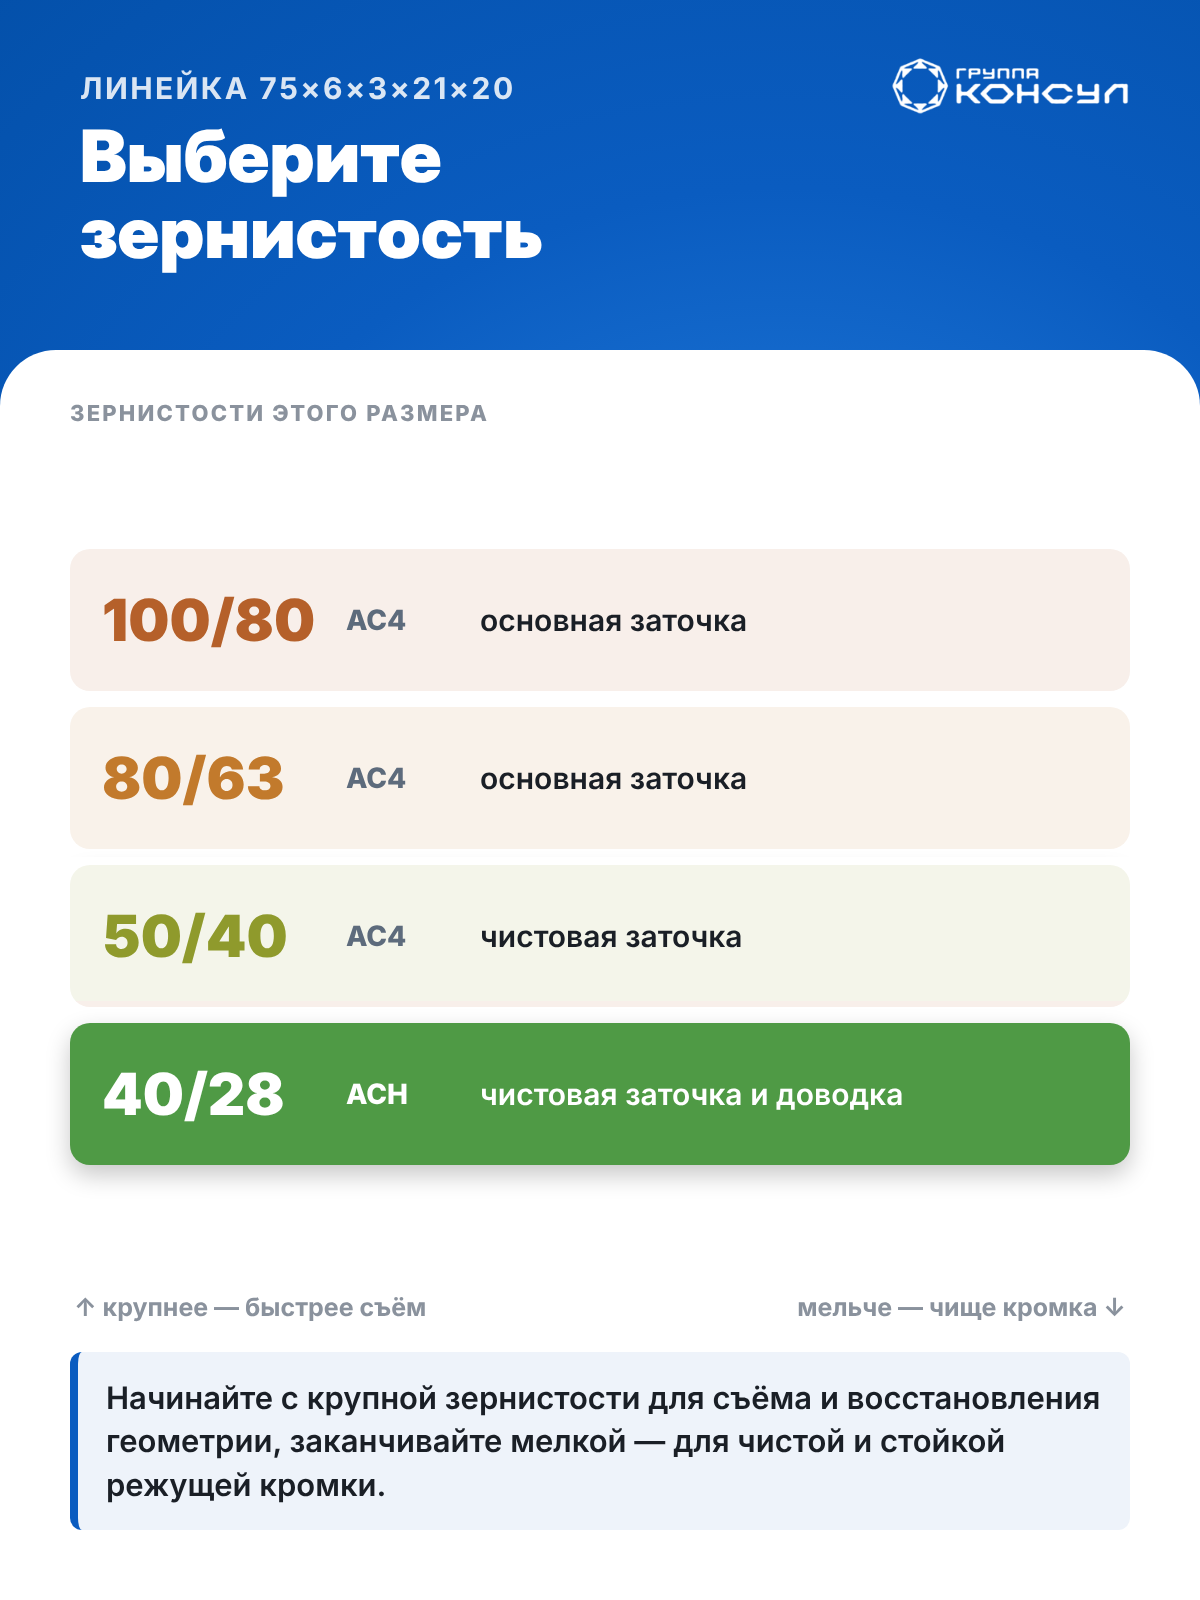 ЛИНЕЙКА 75×6×3×21×20
ГРУППА
КОНСУЛ
Выберите
зернистость
ЗЕРНИСТОСТИ ЭТОГО РАЗМЕРА
100/80 АС4 основная заточка
80/63 АС4 основная заточка
50/40 АС4 чистовая заточка
40/28 АСН чистовая заточка и доводка
↑ крупнее — быстрее съём
мельче — чище кромка ↓
Начинайте с крупной зернистости для съёма и восстановления
геометрии, заканчивайте мелкой — для чистой и стойкой
режущей кромки.